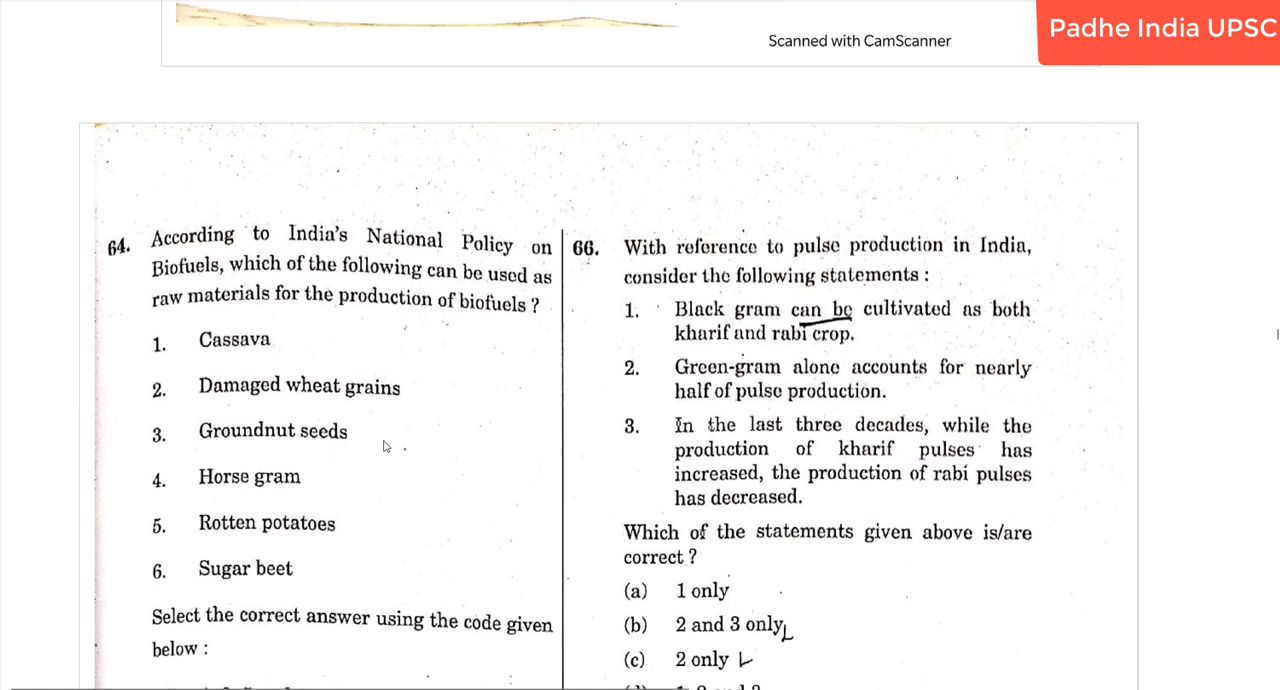 Scanned with CamScanner
Padhe India UPSC
64. According to India's National Policy on
Biofuels, which of the following can be used as
raw materials for the production of biofuels ?
1. Cassava
2. Damaged wheat grains
3. Groundnut seeds
4. Horse gram
5. Rotten potatoes
6. Sugar beet
Select the correct answer using the code given
below :
66. With reference to pulse production in India,
consider the following statements :
1. Black gram can be cultivated as both
kharif and rabi crop.
2. Green-gram alone accounts for nearly
half of pulse production.
3. In the last three decades, while the
production of kharif pulses has
increased, the production of rabi pulses
has decreased.
Which of the statements given above is/are
correct ?
(a) 1 only
(b) 2 and 3 only
(c) 2 only